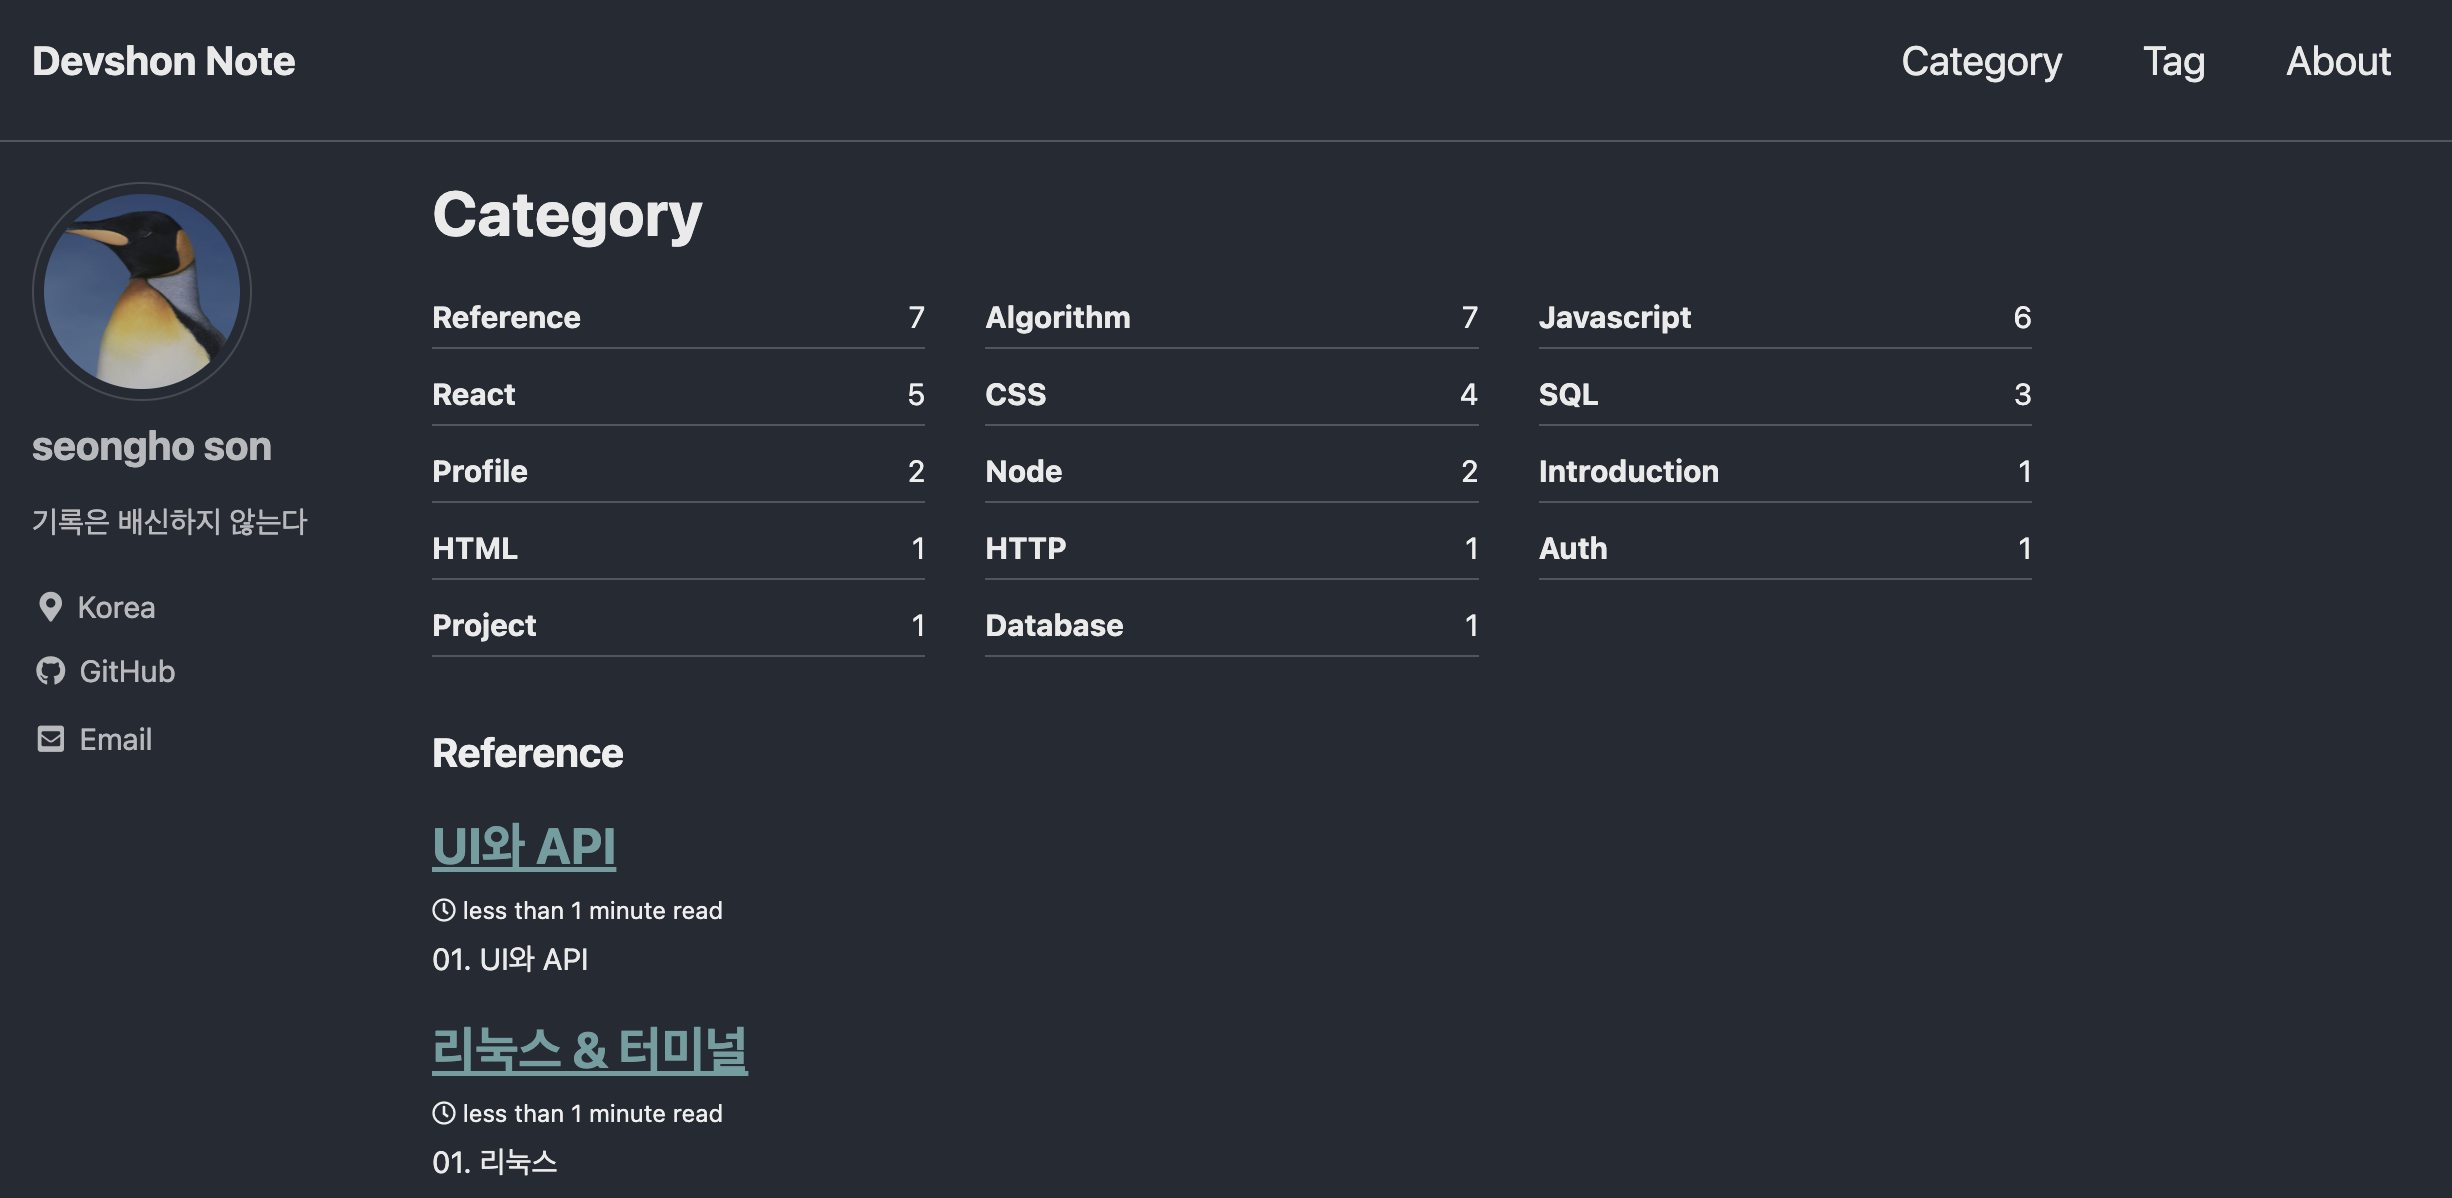 Devshon Note
Category Tag About
seongho son
기록은 배신하지 않는다
Korea
GitHub
Email
Category
Reference 7 Algorithm 7 Javascript 6
React 5 CSS 4 SQL 3
Profile 2 Node 2 Introduction 1
HTML 1 HTTP 1 Auth 1
Project 1 Database 1
Reference
UI와 API
less than 1 minute read
01. UI와 API
리눅스 & 터미널
less than 1 minute read
01. 리눅스